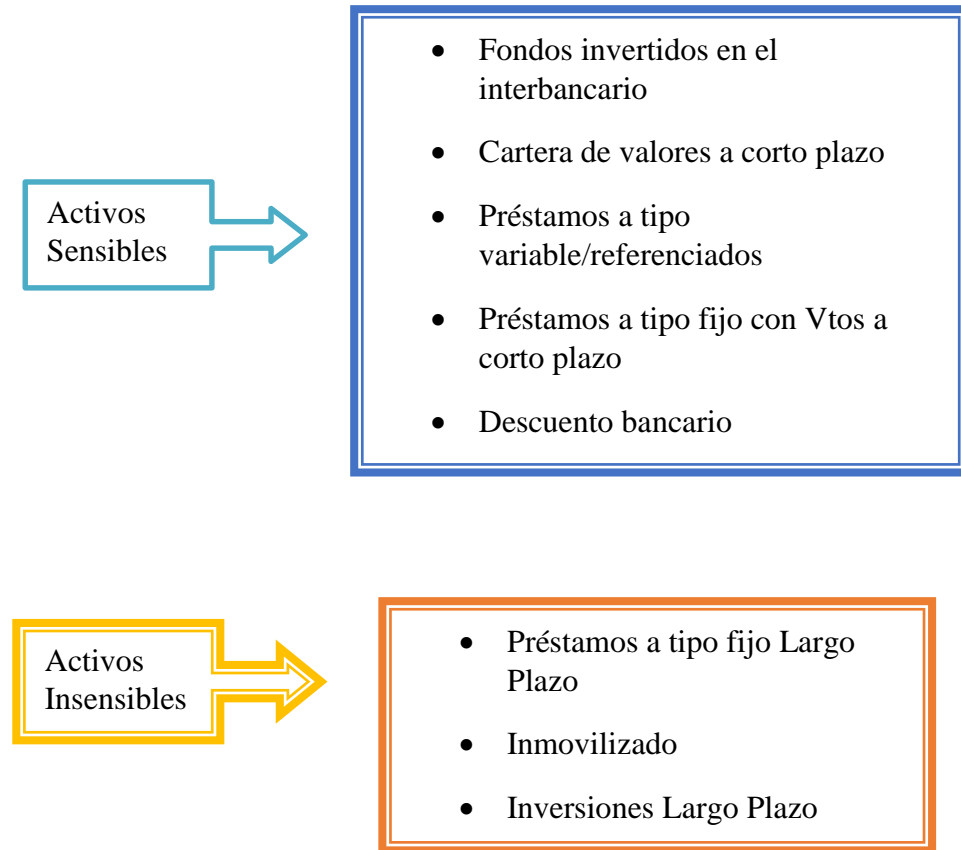 Activos
Sensibles
• Fondos invertidos en el
interbancario
• Cartera de valores a corto plazo
• Préstamos a tipo
variable/referenciados
• Préstamos a tipo fijo con Vtos a
corto plazo
• Descuento bancario
Activos
Insensibles
• Préstamos a tipo fijo Largo
Plazo
• Inmovilizado
• Inversiones Largo Plazo